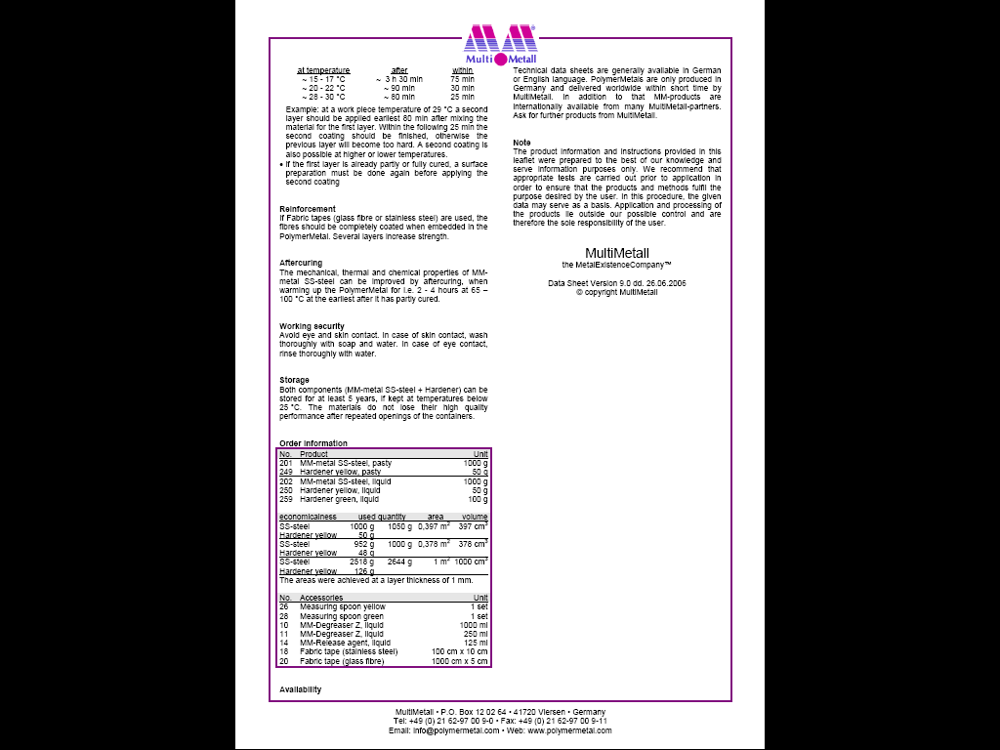 Multi Metall
at temperature after within
~ 15 - 17 °C ~ 3 h 30 min 75 min
~ 20 - 22 °C ~ 90 min 30 min
~ 28 - 30 °C ~ 80 min 25 min
Example: at a work piece temperature of 29 °C a second
layer should be applied earliest 80 min after mixing the
material for the first layer. Within the following 25 min the
second coating should be finished, otherwise the
previous layer will become too hard. A second coating is
also possible at higher or lower temperatures.
• If the first layer is already partly or fully cured, a surface
preparation must be done again before applying the
second coating
Reinforcement
If Fabric tapes (glass fibre or stainless steel) are used, the
fibres should be completely coated when embedded in the
PolymerMetal. Several layers increase strength.
Aftercuring
The mechanical, thermal and chemical properties of MM-
metal SS-steel can be improved by aftercuring, when
warming up the PolymerMetal for i.e. 2 - 4 hours at 65 –
100 °C at the earliest after it has partly cured.
Working security
Avoid eye and skin contact. In case of skin contact, wash
thoroughly with soap and water. In case of eye contact,
rinse thoroughly with water.
Storage
Both components (MM-metal SS-steel + Hardener) can be
stored for at least 5 years, if kept at temperatures below
25 °C. The materials do not lose their high quality
performance after repeated openings of the containers.
Order information
No. Product Unit
201 MM-metal SS-steel, pasty 1000 g
249 Hardener yellow, pasty 50 g
202 MM-metal SS-steel, liquid 1000 g
250 Hardener yellow, liquid 50 g
259 Hardener green, liquid 100 g
economicalness used quantity area volume
SS-steel 1000 g 1050 g 0,397 m² 397 cm³
Hardener yellow 50 g
SS-steel 952 g 1000 g 0,378 m² 378 cm³
Hardener yellow 48 g
SS-steel 2518 g 2644 g 1 m² 1000 cm³
Hardener yellow 126 g
The areas were achieved at a layer thickness of 1 mm.
No. Accessories Unit
26 Measuring spoon yellow 1 set
28 Measuring spoon green 1 set
10 MM-Degreaser Z, liquid 1000 ml
11 MM-Degreaser Z, liquid 250 ml
14 MM-Release agent, liquid 125 ml
18 Fabric tape (stainless steel) 100 cm x 10 cm
20 Fabric tape (glass fibre) 1000 cm x 5 cm
Availability
Technical data sheets are generally available in German
or English language. PolymerMetals are only produced in
Germany and delivered worldwide within short time by
MultiMetall. In addition to that MM-products are
internationally available from many MultiMetall-partners.
Ask for further products from MultiMetall.
Note
The product information and instructions provided in this
leaflet were prepared to the best of our knowledge and
serve information purposes only. We recommend that
appropriate tests are carried out prior to application in
order to ensure that the products and methods fulfil the
purpose desired by the user. In this procedure, the given
data may serve as a basis. Application and processing of
the products lie outside our possible control and are
therefore the sole responsibility of the user.
MultiMetall
the MetalExistenceCompany™
Data Sheet Version 9.0 dd. 26.06.2006
© copyright MultiMetall
MultiMetall • P.O. Box 12 02 64 • 41720 Viersen • Germany
Tel: +49 (0) 21 62-97 00 9-0 • Fax: +49 (0) 21 62-97 00 9-11
Email: info@polymermetal.com • Web: www.polymermetal.com